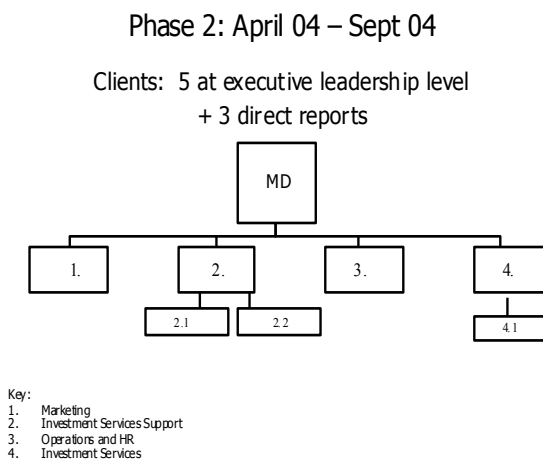 Phase 2: April 04 – Sept 04
Clients: 5 at executive leadership level
+ 3 direct reports
MD
1.
2.
3.
4.
2.1
2.2
4.1
Key:
1. Marketing
2. Investment Services Support
3. Operations and HR
4. Investment Services